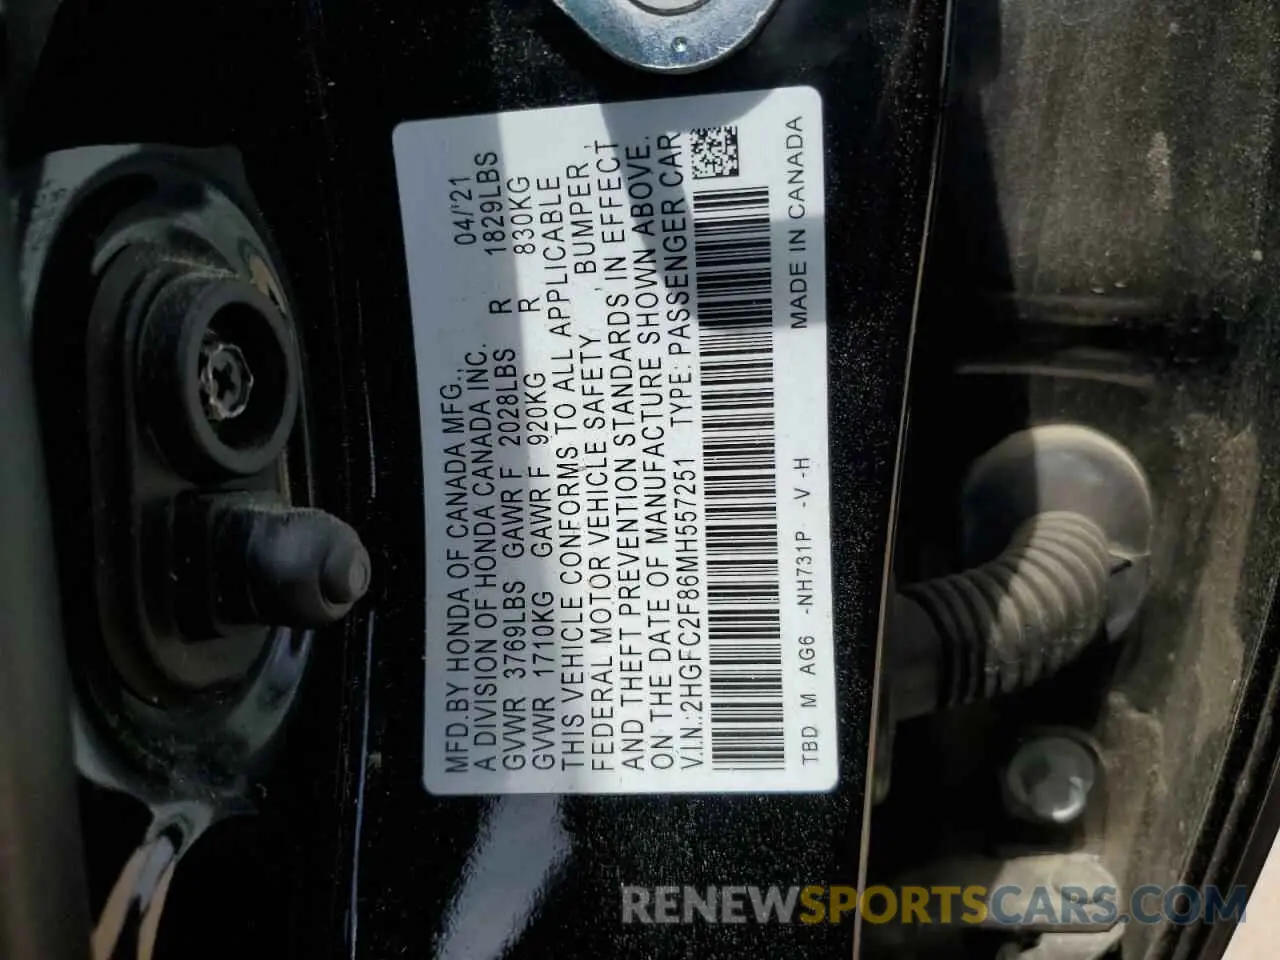 MFD.BY HONDA OF CANADA MFG., 04/'21
A DIVISION OF HONDA CANADA INC.
GVWR 3769LBS GAWR F 2028LBS R 1829LBS
GVWR 1710KG GAWR F 920KG R 830KG
THIS VEHICLE CONFORMS TO ALL APPLICABLE
FEDERAL MOTOR VEHICLE SAFETY , BUMPER,
AND THEFT PREVENTION STANDARDS IN EFFECT
ON THE DATE OF MANUFACTURE SHOWN ABOVE.
V.I.N.:2HGFC2F86MH557251 TYPE: PASSENGER CAR
TBD M AG6 -NH731P -V -H MADE IN CANADA
RENEWSPORTSCARS.COM